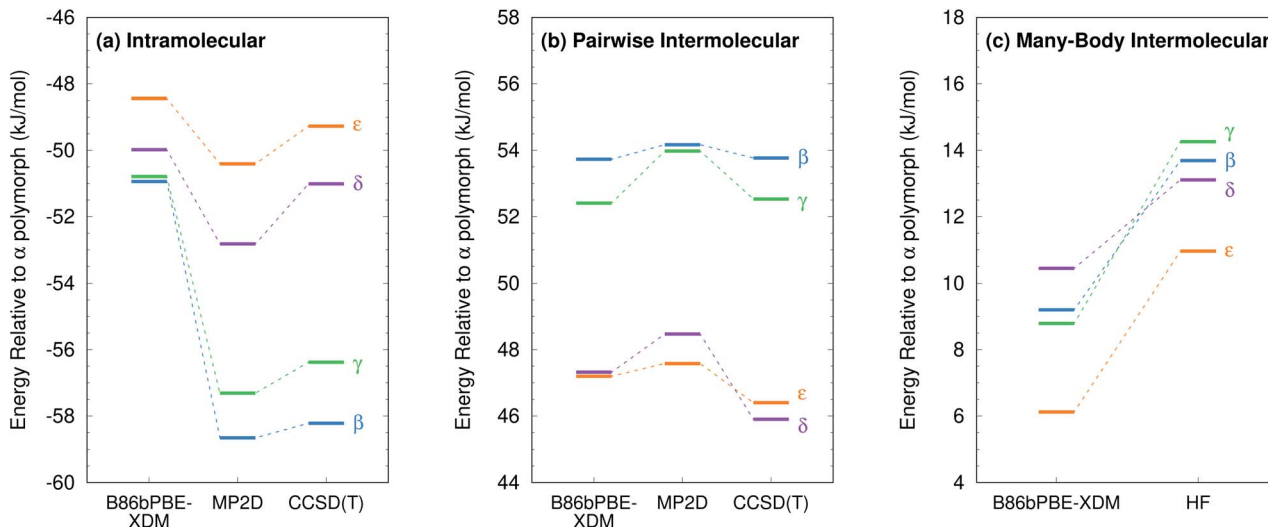 (a) Intramolecular
Energy Relative to α polymorph (kJ/mol)
-46
-48
-50
-52
-54
-56
-58
-60
ε
δ
γ
β
B86bPBE-
XDM
MP2D
CCSD(T)
(b) Pairwise Intermolecular
Energy Relative to α polymorph (kJ/mol)
58
56
54
52
50
48
46
44
β
γ
ε
δ
B86bPBE-
XDM
MP2D
CCSD(T)
(c) Many-Body Intermolecular
Energy Relative to α polymorph (kJ/mol)
18
16
14
12
10
8
6
4
γ
β
δ
ε
B86bPBE-XDM
HF